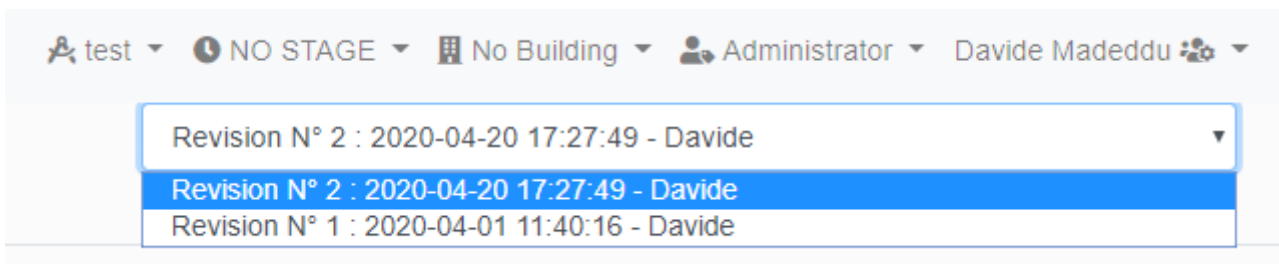 test NO STAGE No Building Administrator Davide Madeddu
Revision N° 2 : 2020-04-20 17:27:49 - Davide
Revision N° 2 : 2020-04-20 17:27:49 - Davide
Revision N° 1 : 2020-04-01 11:40:16 - Davide